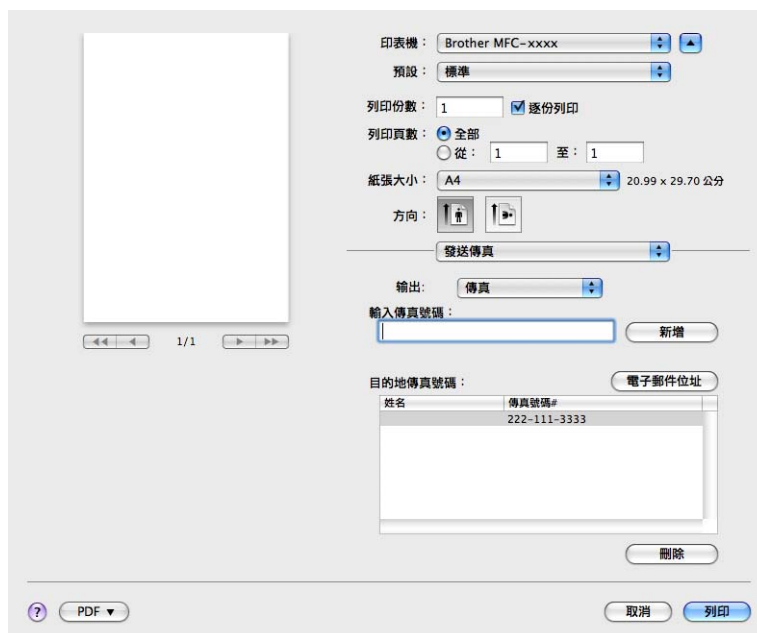 印表機： Brother MFC-xxxx
預設： 標準
列印份數： 1 逐份列印
列印頁數： 全部
從： 1 至： 1
紙張大小： A4 20.99 x 29.70 公分
方向：
發送傳真
输出: 傳真
輸入傳真號碼：
新增
1/1
目的地傳真號碼： 電子郵件位址
姓名 傳真號碼#
222-111-3333
刪除
? PDF ▼ 取消 列印